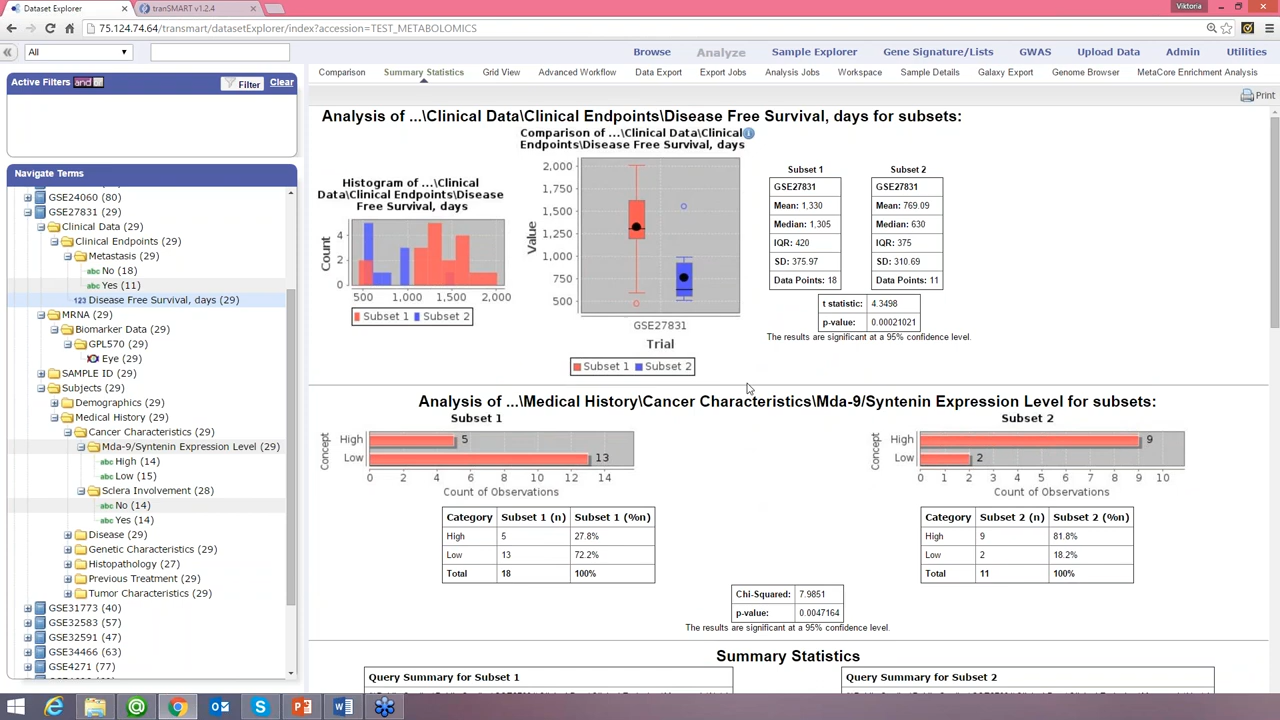 Dataset Explorer
tranSMART v1.2.4
Viktoria
75.124.74.64/transmart/datasetExplorer/index?accession=TEST_METABOLOMICS
All
Browse Analyze Sample Explorer Gene Signature/Lists GWAS Upload Data Admin Utilities
Comparison Summary Statistics Grid View Advanced Workflow Data Export Export Jobs Analysis Jobs Workspace Sample Details Galaxy Export Genome Browser MetaCore Enrichment Analysis
Active Filters and Filter Clear
Print
Navigate Terms
GSE24060 (80)
GSE27831 (29)
Clinical Data (29)
Clinical Endpoints (29)
Metastasis (29)
abc No (18)
abc Yes (11)
123 Disease Free Survival, days (29)
MRNA (29)
Biomarker Data (29)
GPL570 (29)
Eye (29)
SAMPLE ID (29)
Subjects (29)
Demographics (29)
Medical History (29)
Cancer Characteristics (29)
Mda-9/Syntenin Expression Level (29)
abc High (14)
abc Low (15)
Sclera Involvement (28)
abc No (14)
abc Yes (14)
Disease (29)
Genetic Characteristics (29)
Histopathology (27)
Previous Treatment (29)
Tumor Characteristics (29)
GSE31773 (40)
GSE32583 (57)
GSE32591 (47)
GSE34466 (63)
GSE4271 (77)
Analysis of ...\Clinical Data\Clinical Endpoints\Disease Free Survival, days for subsets:
Histogram of ...\Clinical
Data\Clinical Endpoints\Disease
Free Survival, days
Count
4
2
0
500 1,000 1,500 2,000
Subset 1 Subset 2
Comparison of ...\Clinical Data\Clinical
Endpoints\Disease Free Survival, days
Value
2,000
1,750
1,500
1,250
1,000
750
500
GSE27831
Trial
Subset 1 Subset 2
Subset 1
GSE27831
Mean: 1,330
Median: 1,305
IQR: 420
SD: 375.97
Data Points: 18
Subset 2
GSE27831
Mean: 769.09
Median: 630
IQR: 375
SD: 310.69
Data Points: 11
t statistic: 4.3498
p-value: 0.00021021
The results are significant at a 95% confidence level.
Analysis of ...\Medical History\Cancer Characteristics\Mda-9/Syntenin Expression Level for subsets:
Subset 1
Concept
High 5
Low 13
0 2 4 6 8 10 12 14
Count of Observations
Category Subset 1 (n) Subset 1 (%n)
High 5 27.8%
Low 13 72.2%
Total 18 100%
Subset 2
Concept
High 9
Low 2
0 1 2 3 4 5 6 7 8 9 10
Count of Observations
Category Subset 2 (n) Subset 2 (%n)
High 9 81.8%
Low 2 18.2%
Total 11 100%
Chi-Squared: 7.9851
p-value: 0.0047164
The results are significant at a 95% confidence level.
Summary Statistics
Query Summary for Subset 1
Query Summary for Subset 2